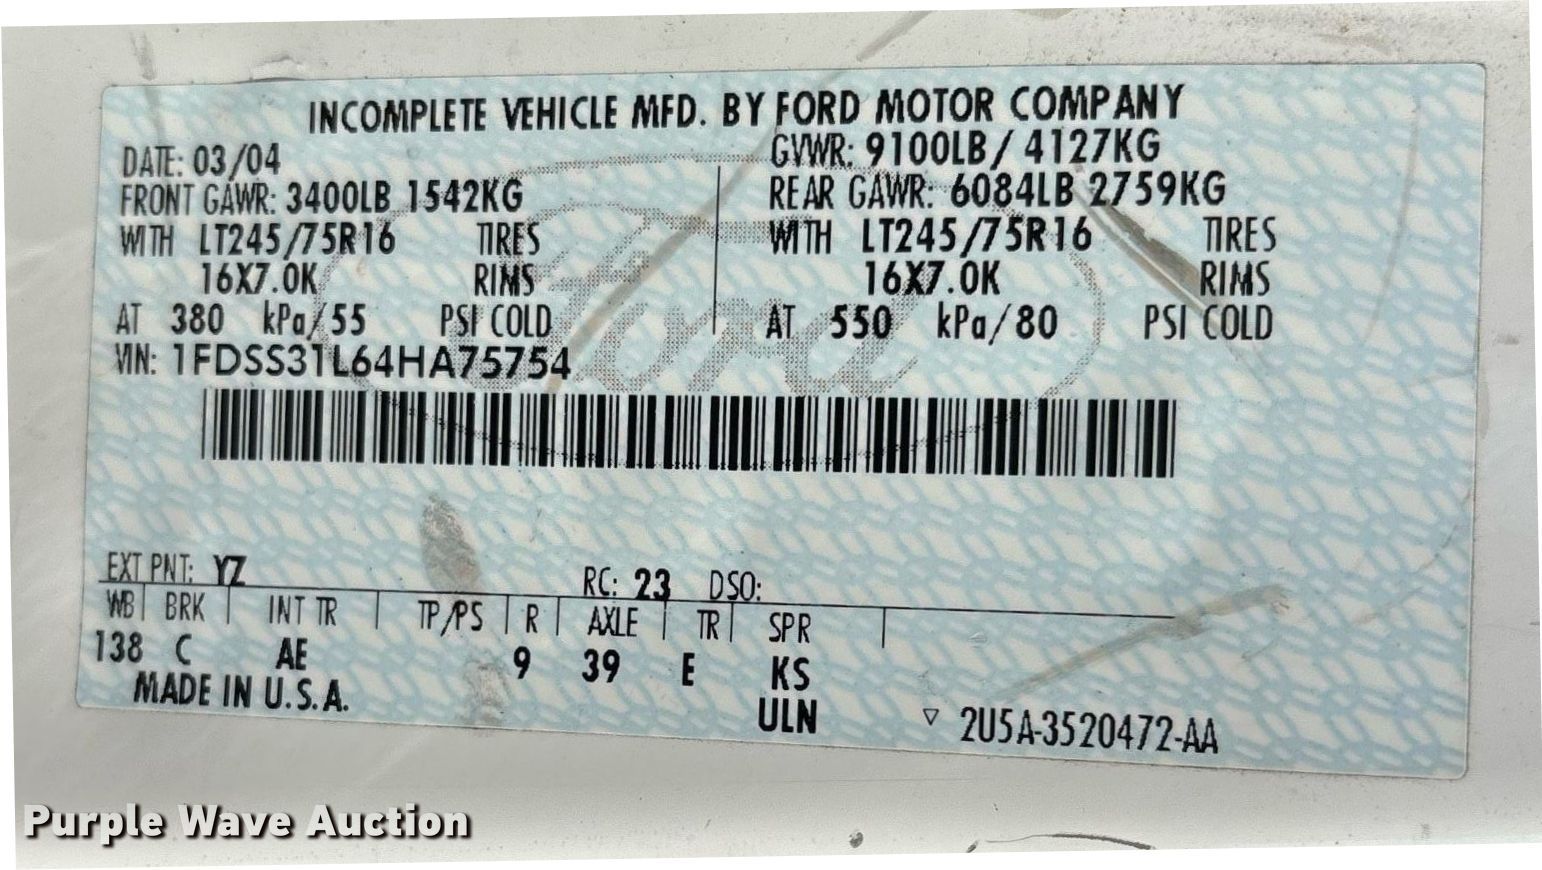 INCOMPLETE VEHICLE MFD. BY FORD MOTOR COMPANY
DATE: 03/04 GVWR: 9100LB/ 4127KG
FRONT GAWR: 3400LB 1542KG REAR GAWR: 6084LB 2759KG
WITH LT245/75R16 TIRES WITH LT245/75R16 TIRES
16X7.0K RIMS 16X7.0K RIMS
AT 380 kPa/55 PSI COLD AT 550 kPa/80 PSI COLD
VIN: 1FDSS31L64HA75754
Ford
EXT PNT: YZ RC: 23 DSO:
WB BRK INT TR TP/PS R AXLE TR SPR
138 C AE 9 39 E KS
MADE IN U.S.A. ULN ▽ 2U5A-3520472-AA
Purple Wave Auction